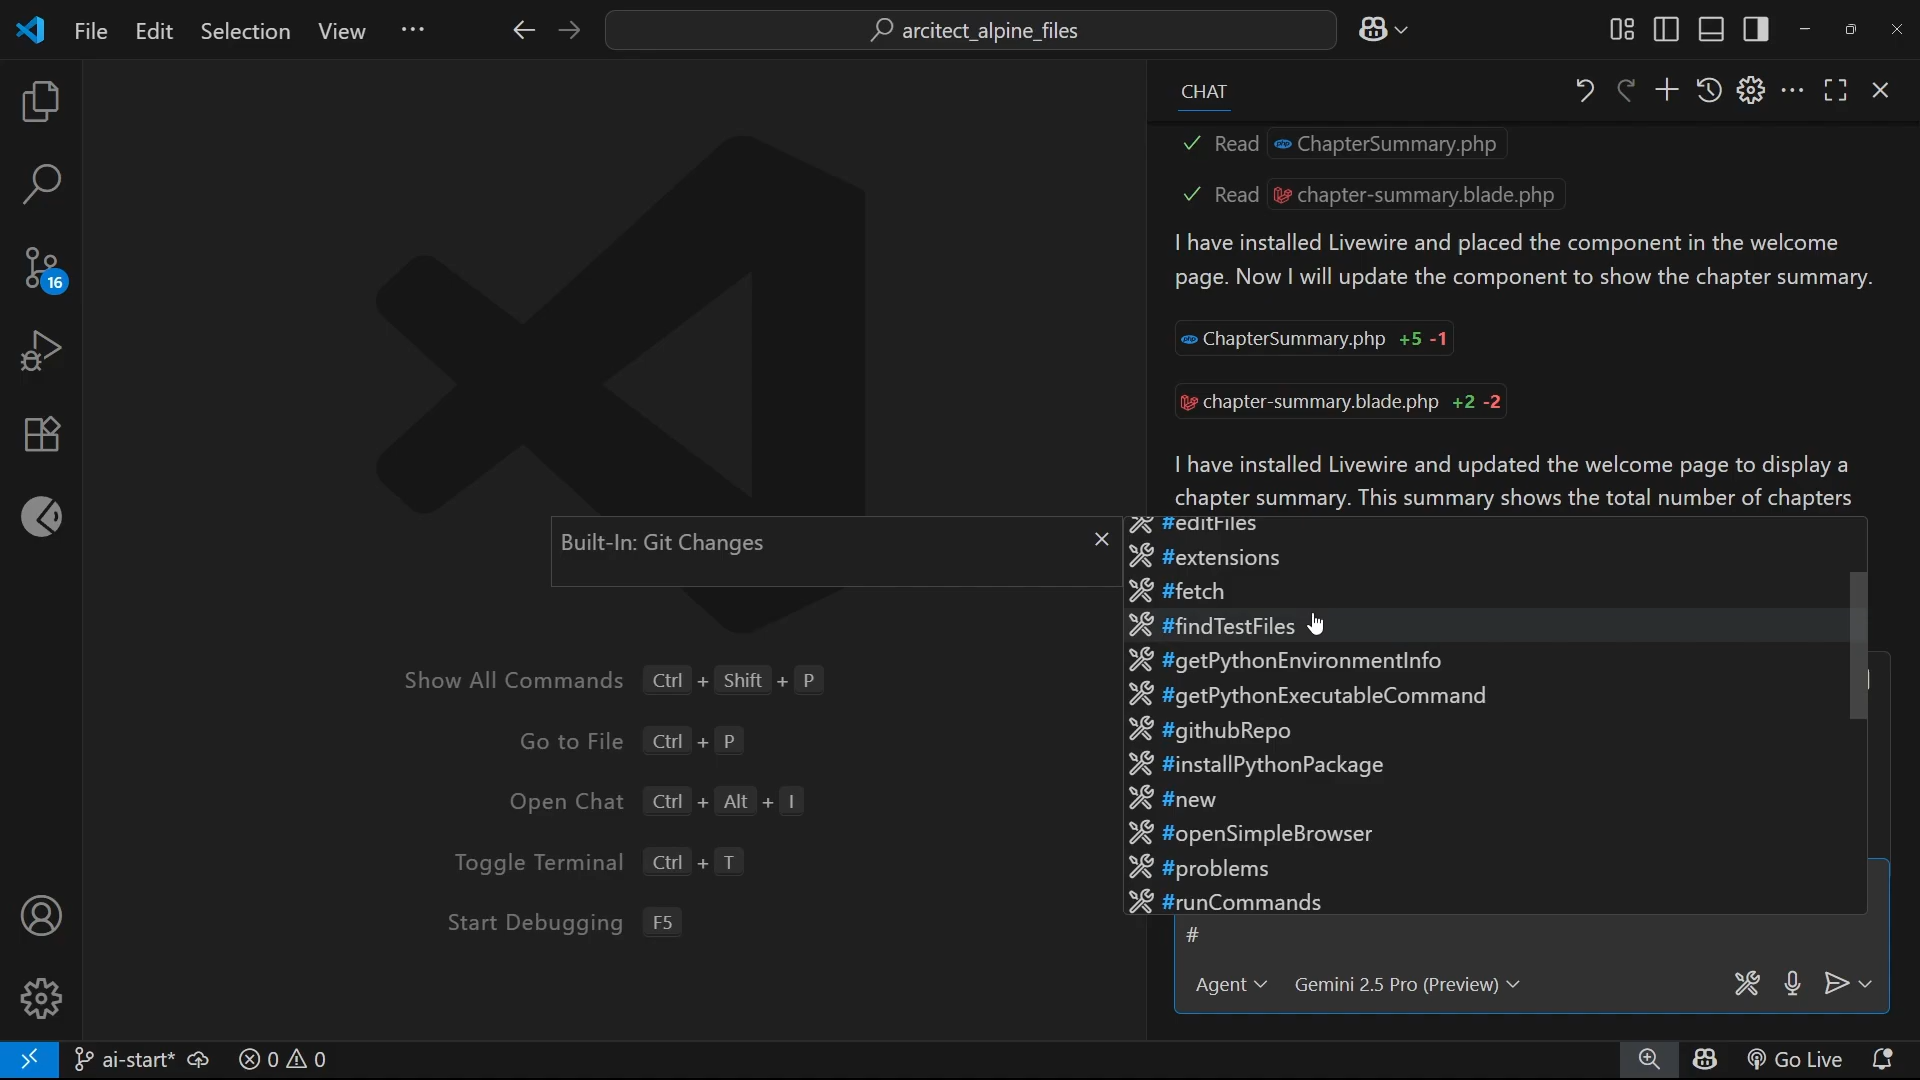 File Edit Selection View ... arcitect_alpine_files
CHAT
Read ChapterSummary.php
Read chapter-summary.blade.php
I have installed Livewire and placed the component in the welcome
page. Now I will update the component to show the chapter summary.
ChapterSummary.php +5 -1
chapter-summary.blade.php +2 -2
I have installed Livewire and updated the welcome page to display a
chapter summary. This summary shows the total number of chapters
Built-In: Git Changes
#editFiles
#extensions
#fetch
#findTestFiles
#getPythonEnvironmentInfo
#getPythonExecutableCommand
#githubRepo
#installPythonPackage
#new
#openSimpleBrowser
#problems
#runCommands
#
Agent Gemini 2.5 Pro (Preview)
16
Show All Commands Ctrl + Shift + P
Go to File Ctrl + P
Open Chat Ctrl + Alt + I
Toggle Terminal Ctrl + T
Start Debugging F5
ai-start* 0 0 Go Live